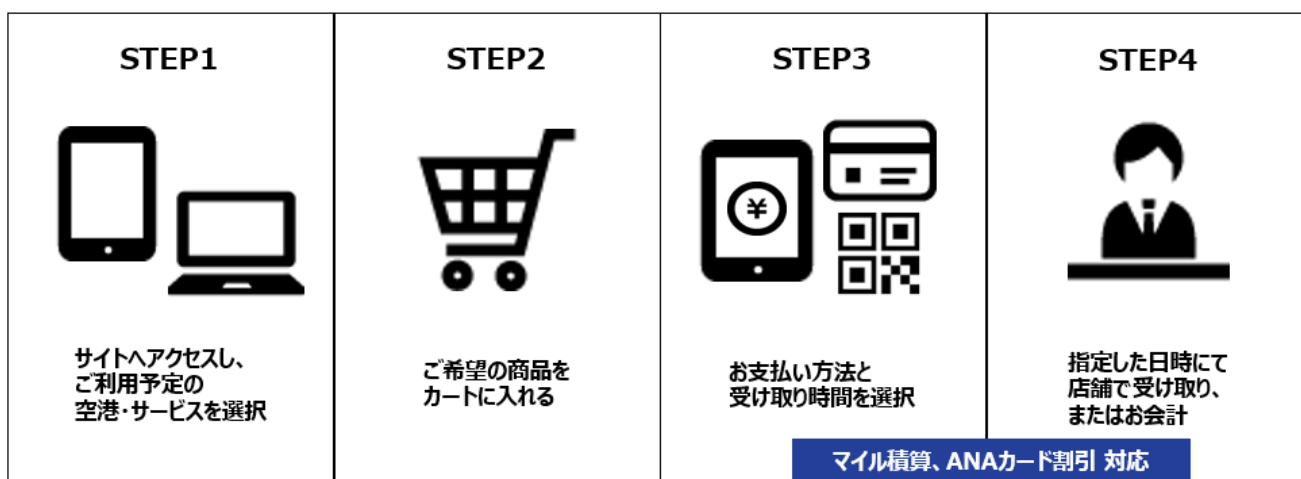 STEP1
サイトへアクセスし、
ご利用予定の
空港・サービスを選択
STEP2
ご希望の商品を
カートに入れる
STEP3
¥
お支払い方法と
受け取り時間を選択
STEP4
指定した日時にて
店舗で受け取り、
またはお会計
マイル積算、ANAカード割引 対応